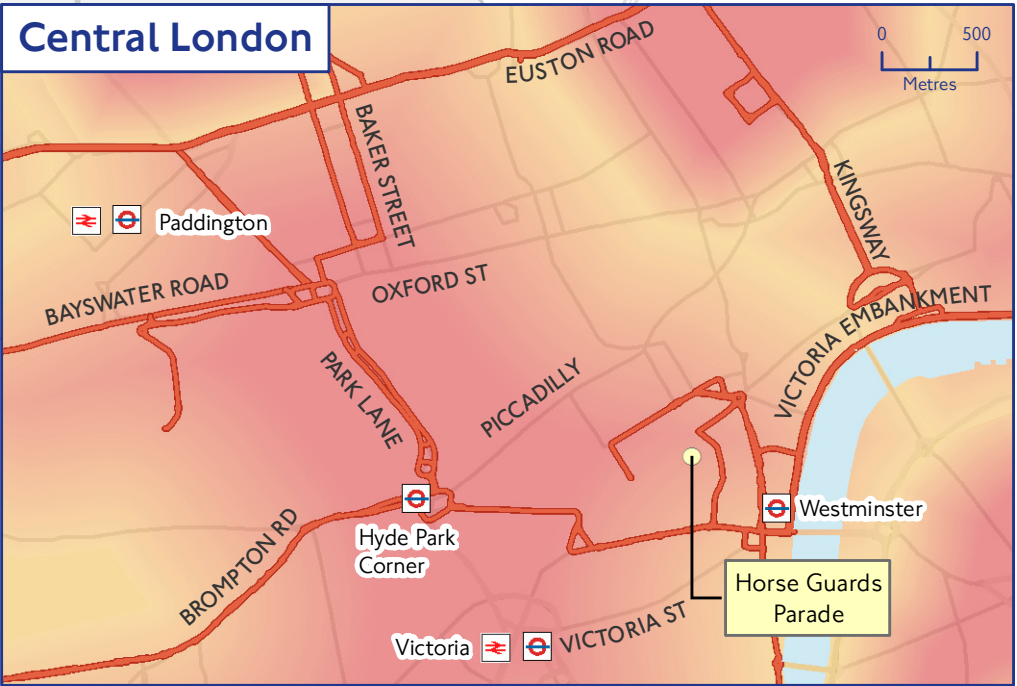 Central London
0 500
Metres
EUSTON ROAD
BAKER STREET
KINGSWAY
Paddington
BAYSWATER ROAD
OXFORD ST
VICTORIA EMBANKMENT
PARK LANE
PICCADILLY
Westminster
Hyde Park
Corner
BROMPTON RD
Horse Guards
Parade
Victoria
VICTORIA ST